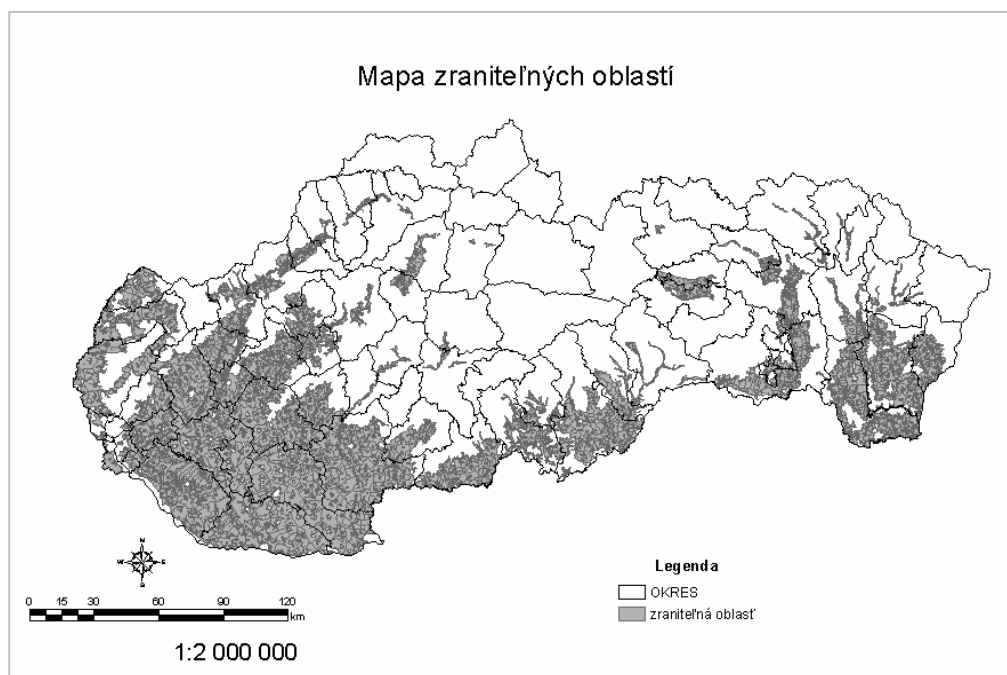 Mapa zraniteľných oblastí
N
W E
S
0 15 30 60 90 120
km
1:2 000 000
Legenda
OKRES
zraniteľná oblasť